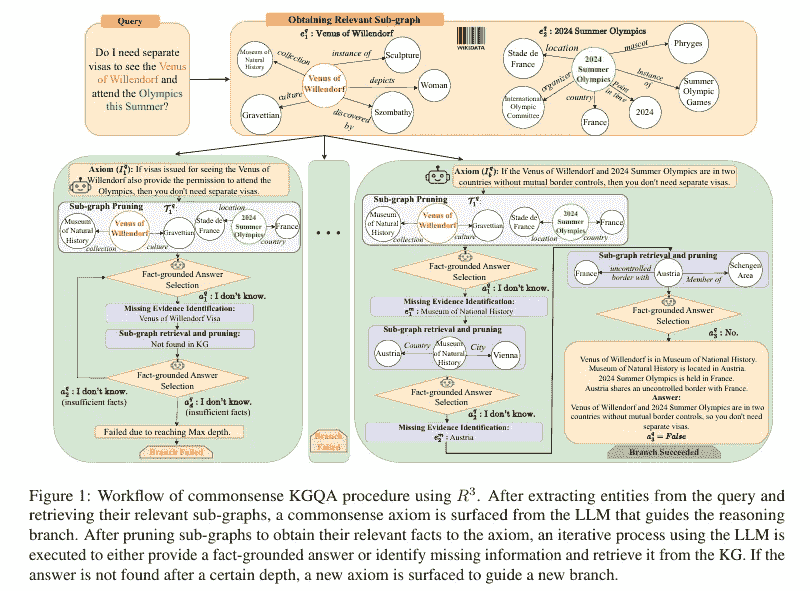 Query
Do I need separate
visas to see the Venus
of Willendorf and
attend the Olympics
this Summer?
Obtaining Relevant Sub-graph
: Venus of Willendorf
Museum of
Natural
History
collection
instance of
Sculpture
Venus of
Willendorf
depicts
Woman
culture
Gravettian
discovered
by
Szombathy
WIKIDATA
: 2024 Summer Olympics
Stade de
France
location
mascot
Phryges
2024
Summer
Olympics
organizer
International
Olympic
Committee
country
France
Point
in time
2024
Instance
of
Summer
Olympic
Games
Axiom: If visas issued for seeing the Venus of
Willendorf also provide the permission to attend the
Olympics, then you don't need separate visas.
Sub-graph Pruning
Museum
of Natural
History
collection
Venus of
Willendorf
culture
Gravettian
Stade de
France
location
2024
Summer
Olympics
country
France
Fact-grounded Answer
Selection
: I don't know.
Missing Evidence Identification:
Venus of Willendorf Visa
Sub-graph retrieval and pruning:
Not found in KG
Fact-grounded Answer
Selection
: I don't know.
(insufficient facts)
: I don't know.
(insufficient facts)
Failed due to reaching Max depth.
Branch Failed
• • •
Branch
Failed
Axiom: If the Venus of Willendorf and 2024 Summer Olympics are in two
countries without mutual border controls, then you don't need separate visas.
Sub-graph Pruning
Museum
of Natural
History
collection
Venus of
Willendorf
culture
Gravettian
Stade de
France
location
2024
Summer
Olympics
country
France
Fact-grounded Answer
Selection
: I don't know.
Missing Evidence Identification:
: Museum of National History
Sub-graph retrieval and pruning
Austria
Country
Museum
of Natural
History
City
Vienna
Fact-grounded Answer
Selection
: I don't know.
Missing Evidence Identification:
: Austria
Sub-graph retrieval and pruning
France
uncontrolled
border with
Austria
Member of
Schengen
Area
Fact-grounded Answer
Selection
: No.
Venus of Willendorf is in Museum of National History.
Museum of Natural History is located in Austria.
2024 Summer Olympics is held in France.
Austria shares an uncontrolled border with France.
Answer:
Venus of Willendorf and 2024 Summer Olympics are in two
countries without mutual border controls, so you don't need
separate visas.
= False
Branch Succeeded
Figure 1: Workflow of commonsense KGQA procedure using R³. After extracting entities from the query and
retrieving their relevant sub-graphs, a commonsense axiom is surfaced from the LLM that guides the reasoning
branch. After pruning sub-graphs to obtain their relevant facts to the axiom, an iterative process using the LLM is
executed to either provide a fact-grounded answer or identify missing information and retrieve it from the KG. If the
answer is not found after a certain depth, a new axiom is surfaced to guide a new branch.